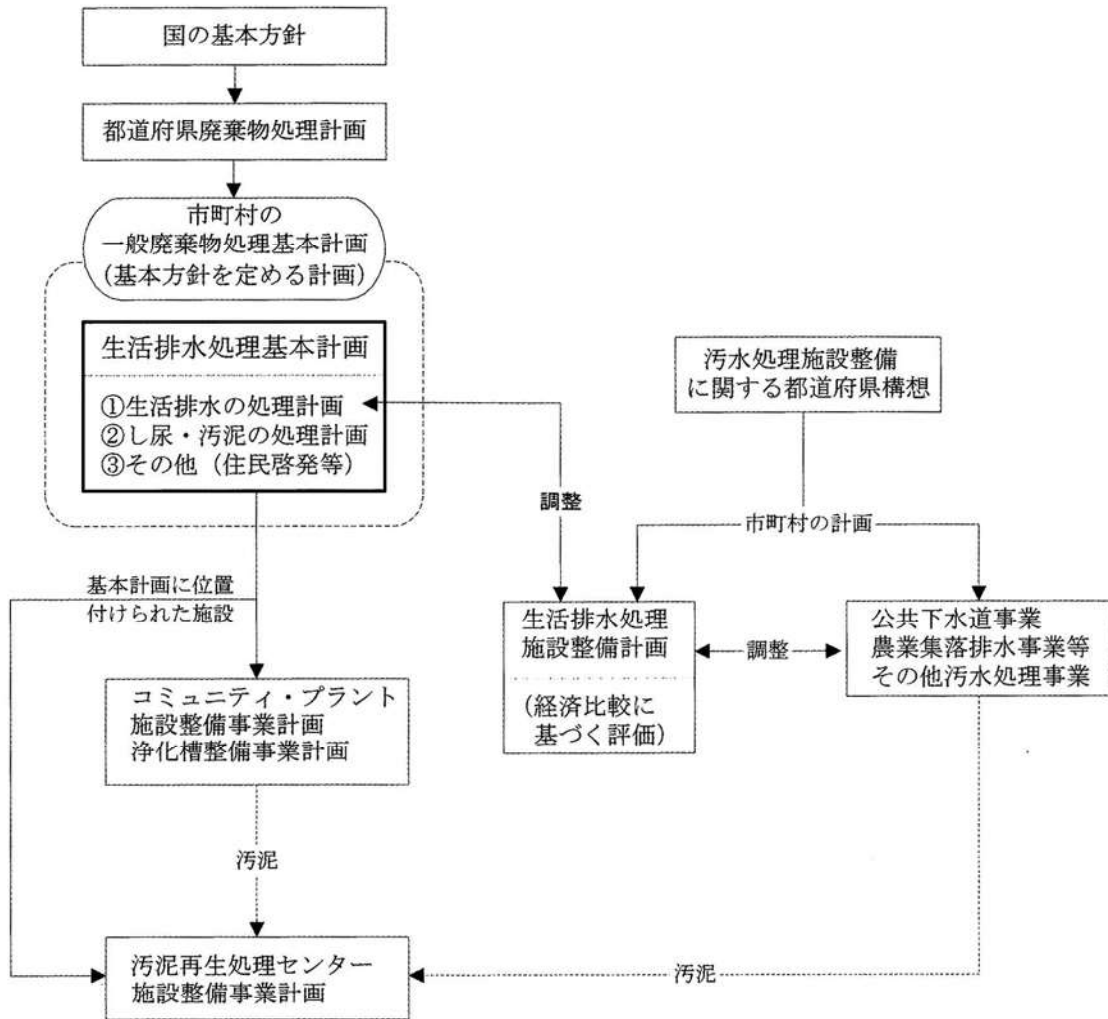 国の基本方針
都道府県廃棄物処理計画
市町村の
一般廃棄物処理基本計画
(基本方針を定める計画)
生活排水処理基本計画
①生活排水の処理計画
②し尿・汚泥の処理計画
③その他（住民啓発等）
汚水処理施設整備
に関する都道府県構想
調整
市町村の計画
基本計画に位置
付けられた施設
生活排水処理
施設整備計画
(経済比較に
基づく評価)
調整
公共下水道事業
農業集落排水事業等
その他汚水処理事業
コミュニティ・プラント
施設整備事業計画
浄化槽整備事業計画
汚泥
汚泥再生処理センター
施設整備事業計画
汚泥